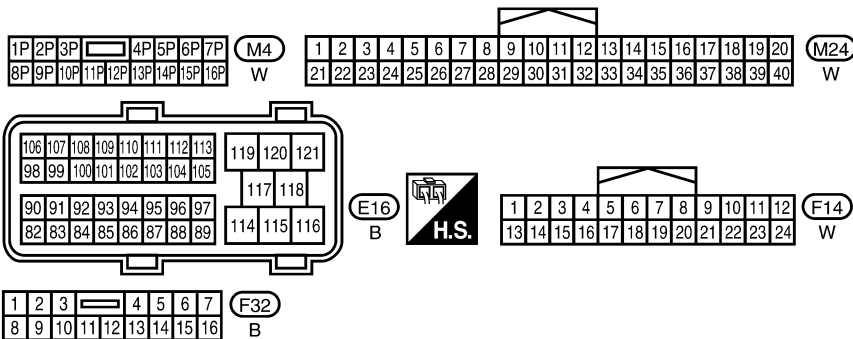 1P 2P 3P 4P 5P 6P 7P
8P 9P 10P 11P 12P 13P 14P 15P 16P
M4
W
1 2 3 4 5 6 7 8 9 10 11 12 13 14 15 16 17 18 19 20
21 22 23 24 25 26 27 28 29 30 31 32 33 34 35 36 37 38 39 40
M24
W
106 107 108 109 110 111 112 113
98 99 100 101 102 103 104 105
90 91 92 93 94 95 96 97
82 83 84 85 86 87 88 89
119 120 121
117 118
114 115 116
E16
B
H.S.
1 2 3 4 5 6 7 8 9 10 11 12
13 14 15 16 17 18 19 20 21 22 23 24
F14
W
1 2 3 4 5 6 7
8 9 10 11 12 13 14 15 16
F32
B